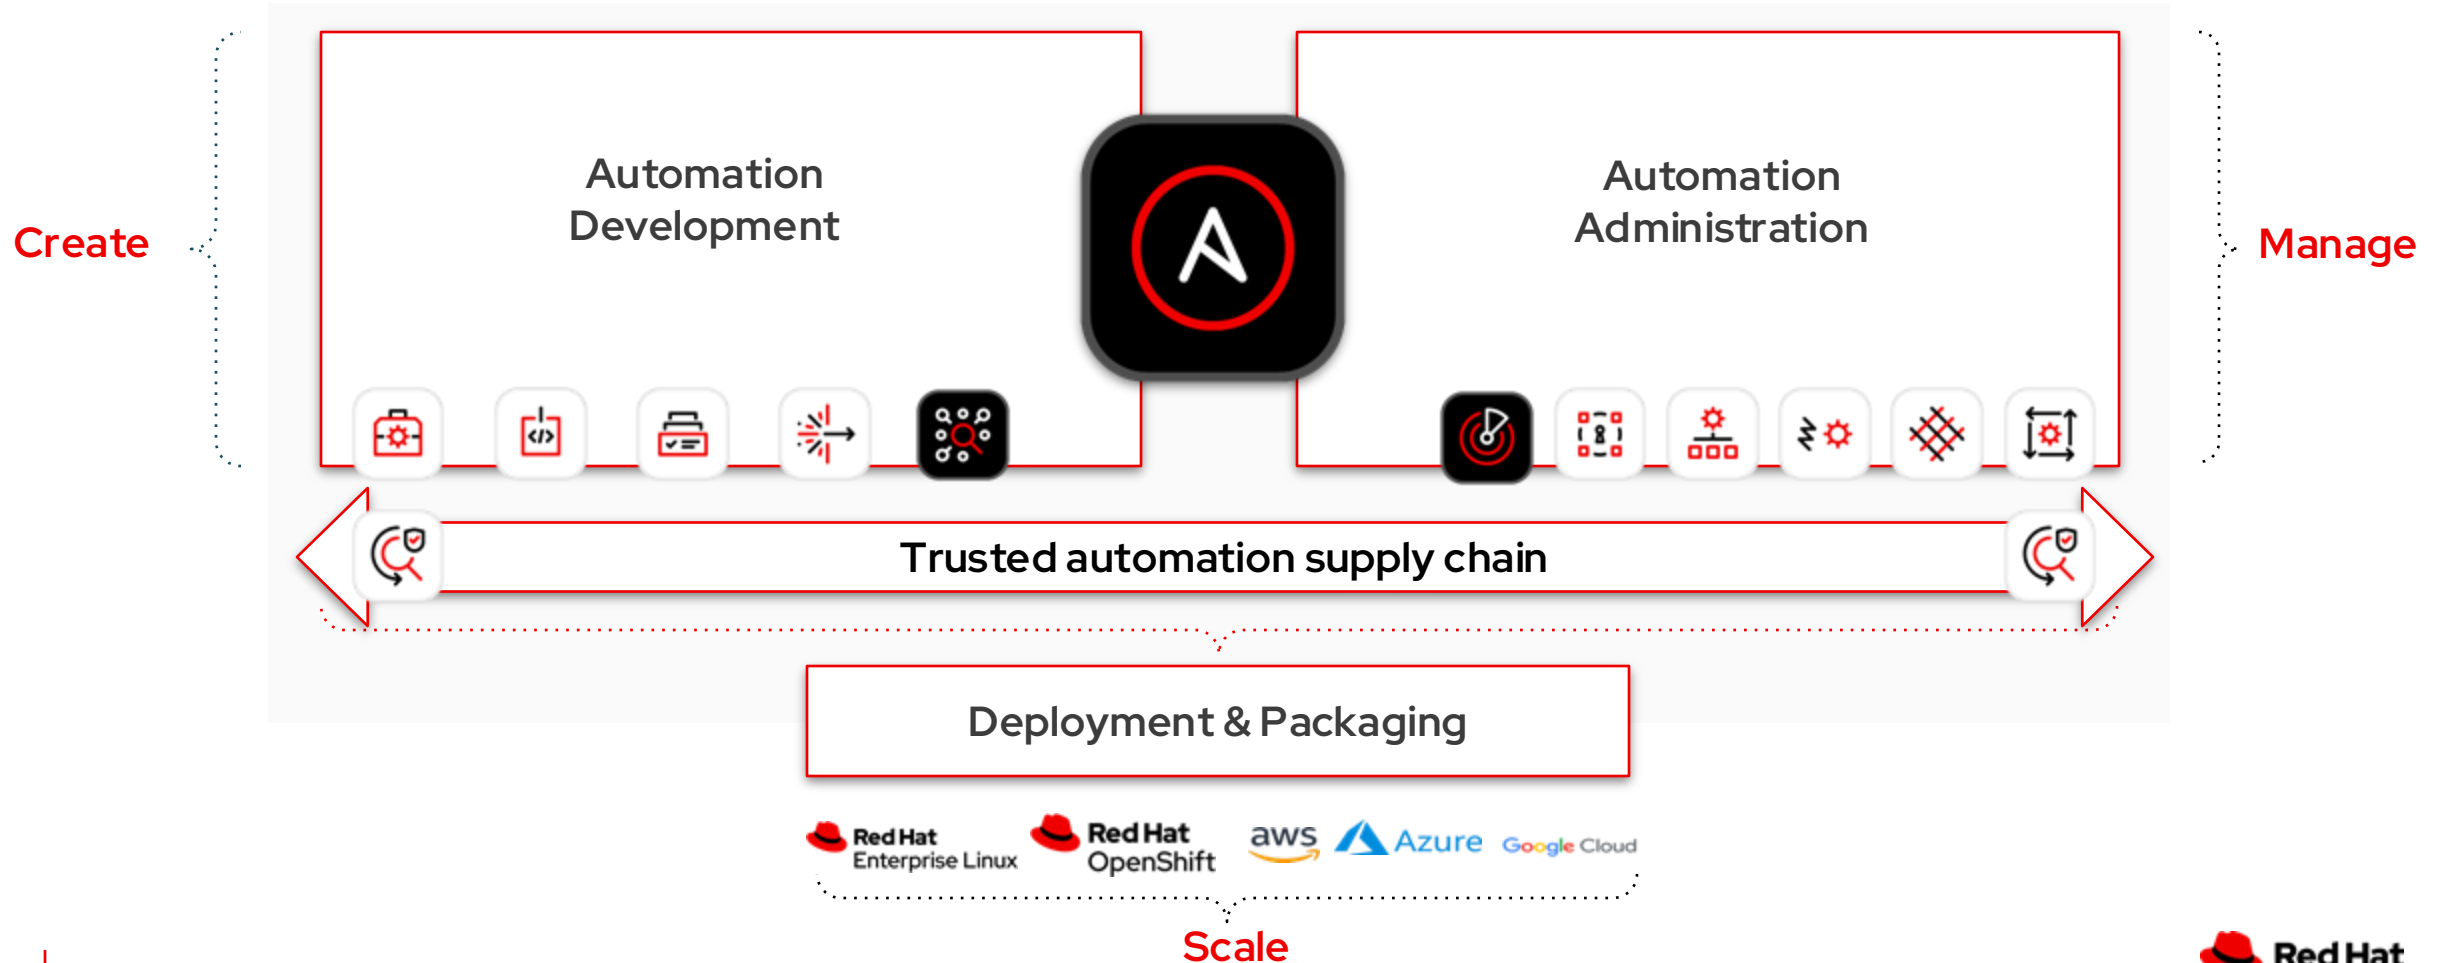 Automation
Development
Automation
Administration
Create
Manage
</>
Trusted automation supply chain
Deployment & Packaging
Red Hat
Enterprise Linux
Red Hat
OpenShift
aws
Azure
Google Cloud
Scale
Red Hat